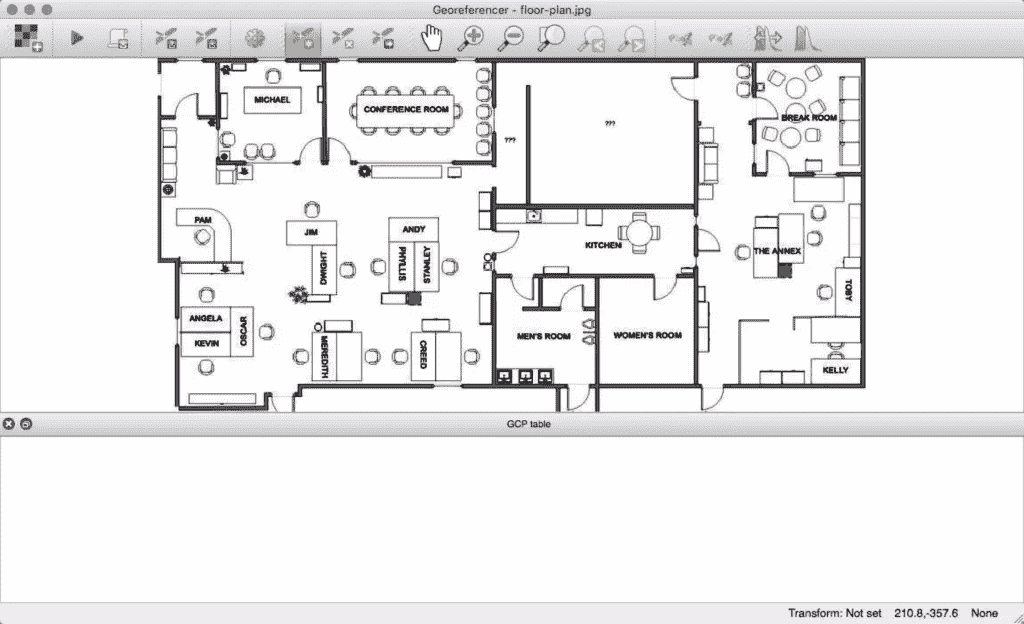 Georeferencer - floor-plan.jpg
MICHAEL
CONFERENCE ROOM
???
???
BREAK ROOM
PAM
JIM
ANDY
DWIGHT
PHYLLIS
STANLEY
KITCHEN
THE ANNEX
TOBY
ANGELA
KEVIN
OSCAR
MEREDITH
CREED
MEN'S ROOM
WOMEN'S ROOM
KELLY
GCP table
Transform: Not set 210.8,-357.6 None